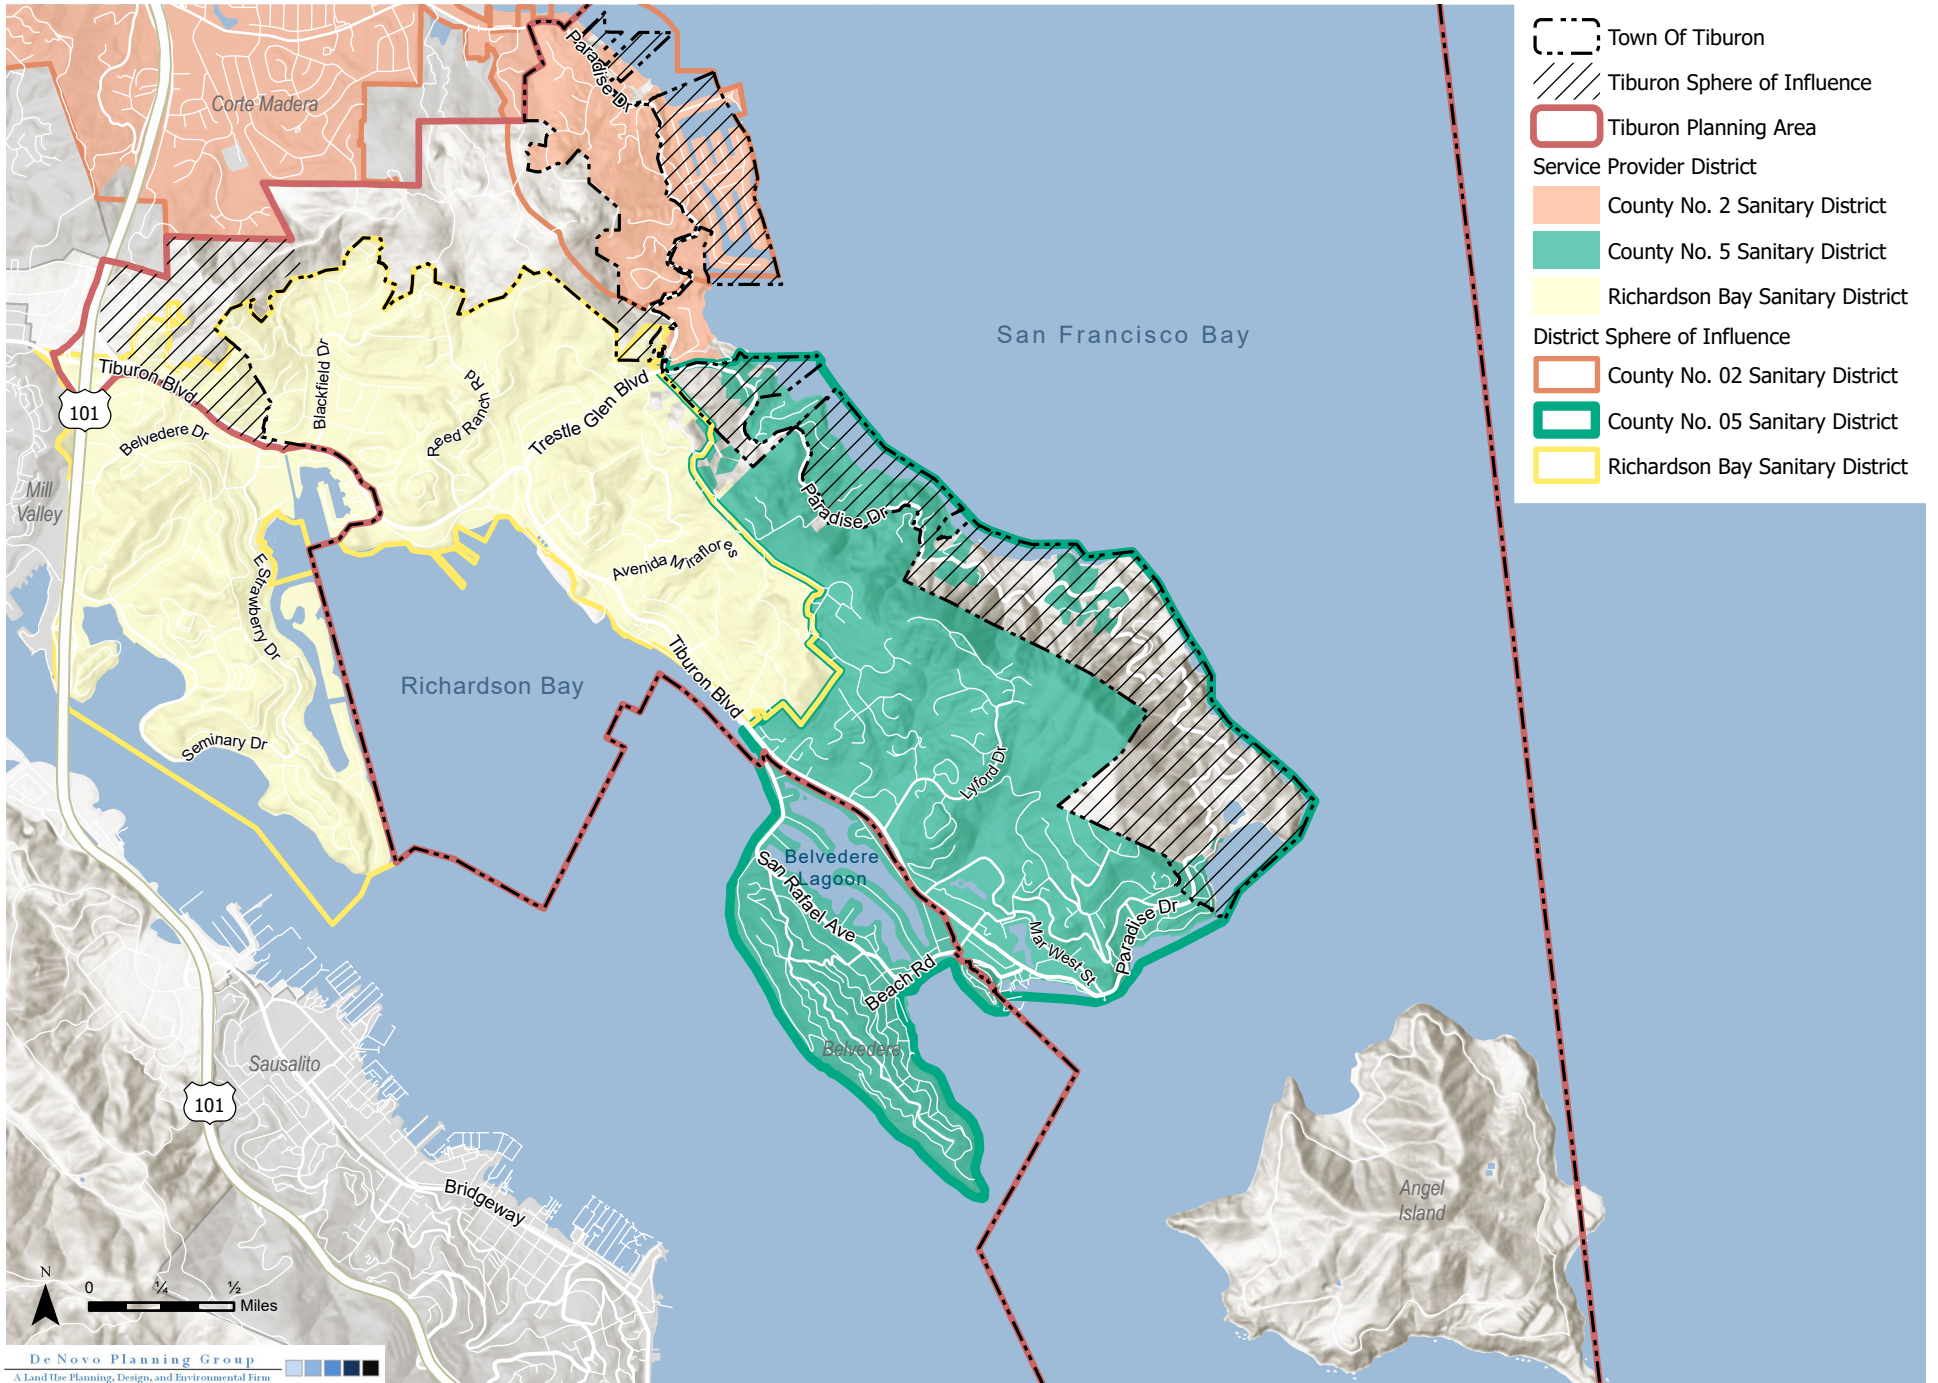 Town Of Tiburon
Tiburon Sphere of Influence
Tiburon Planning Area
Service Provider District
County No. 2 Sanitary District
County No. 5 Sanitary District
Richardson Bay Sanitary District
District Sphere of Influence
County No. 02 Sanitary District
County No. 05 Sanitary District
Richardson Bay Sanitary District
Paradise Dr
Corte Madera
San Francisco Bay
Tiburon Blvd
101
Belvedere Dr
Blackfield Dr
Reed Ranch Rd
Trestle Glen Blvd
Mill
Valley
Paradise Dr
E Strawberry Dr
Avenida Miraflores
Richardson Bay
Tiburon Blvd
Seminary Dr
Lyford Dr
Belvedere
Lagoon
San Rafael Ave
Mar West St
Paradise Dr
Beach Rd
Belvedere
Sausalito
101
Bridgeway
Angel
Island
N
0 ¼ ½
Miles
De Novo Planning Group
A Land Use Planning, Design, and Environmental Firm